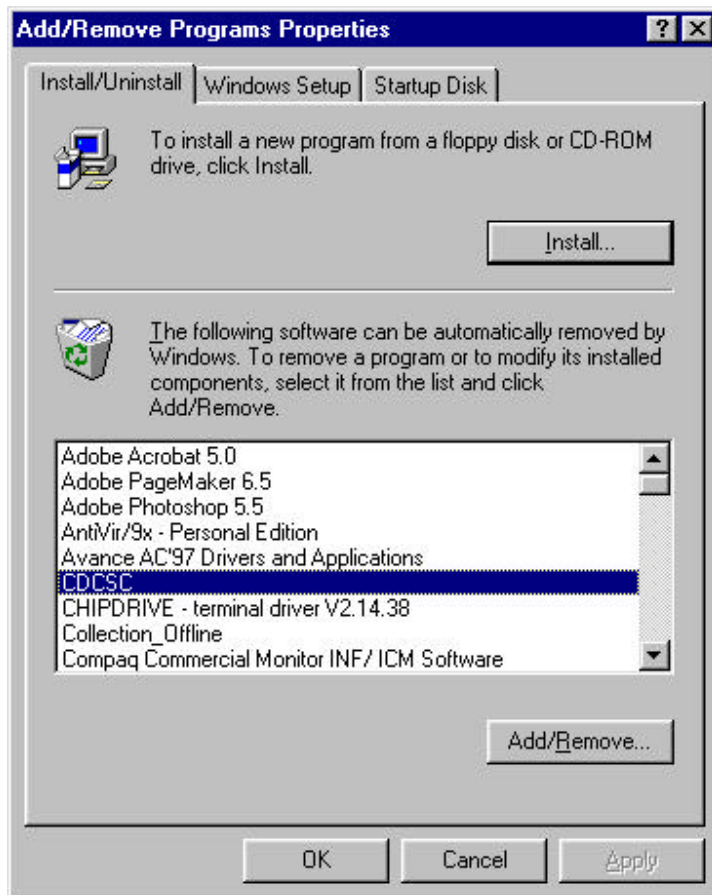 Add/Remove Programs Properties
Install/Uninstall
Windows Setup
Startup Disk
To install a new program from a floppy disk or CD-ROM
drive, click Install.
Install...
The following software can be automatically removed by
Windows. To remove a program or to modify its installed
components, select it from the list and click
Add/Remove.
Adobe Acrobat 5.0
Adobe PageMaker 6.5
Adobe Photoshop 5.5
AntiVir/9x - Personal Edition
Avance AC'97 Drivers and Applications
CDCSC
CHIPDRIVE - terminal driver V2.14.38
Collection_Offline
Compaq Commercial Monitor INF/ ICM Software
Add/Remove...
OK
Cancel
Apply